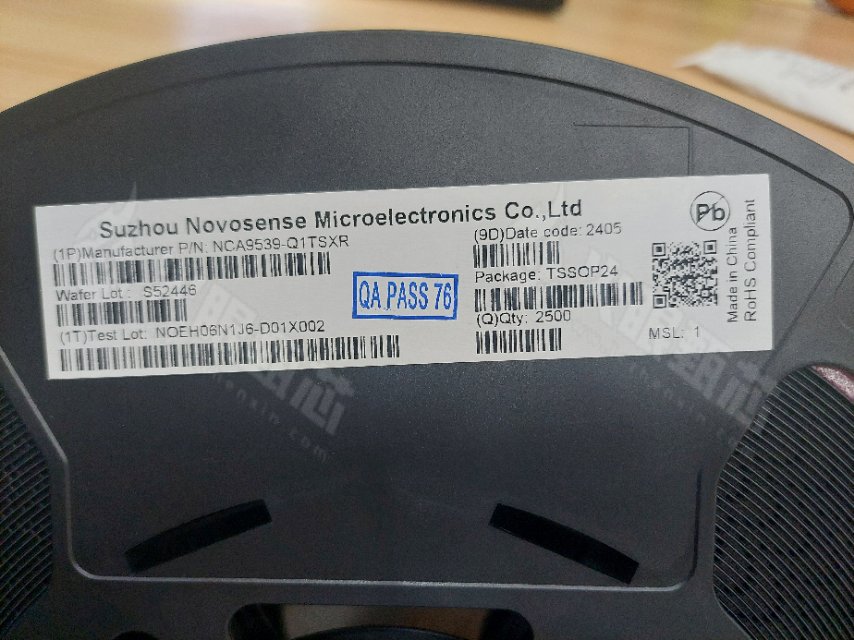 Suzhou Novosense Microelectronics Co.,Ltd
(1P)Manufacturer P/N: NCA9539-Q1TSXR
Wafer Lot : S52446
(1T)Test Lot: NOEH06N1J6-D01X002
QA PASS 76
(9D)Date code: 2405
Package: TSSOP24
(Q)Qty: 2500
MSL: 1
Pb
Made in China
RoHS Compliant